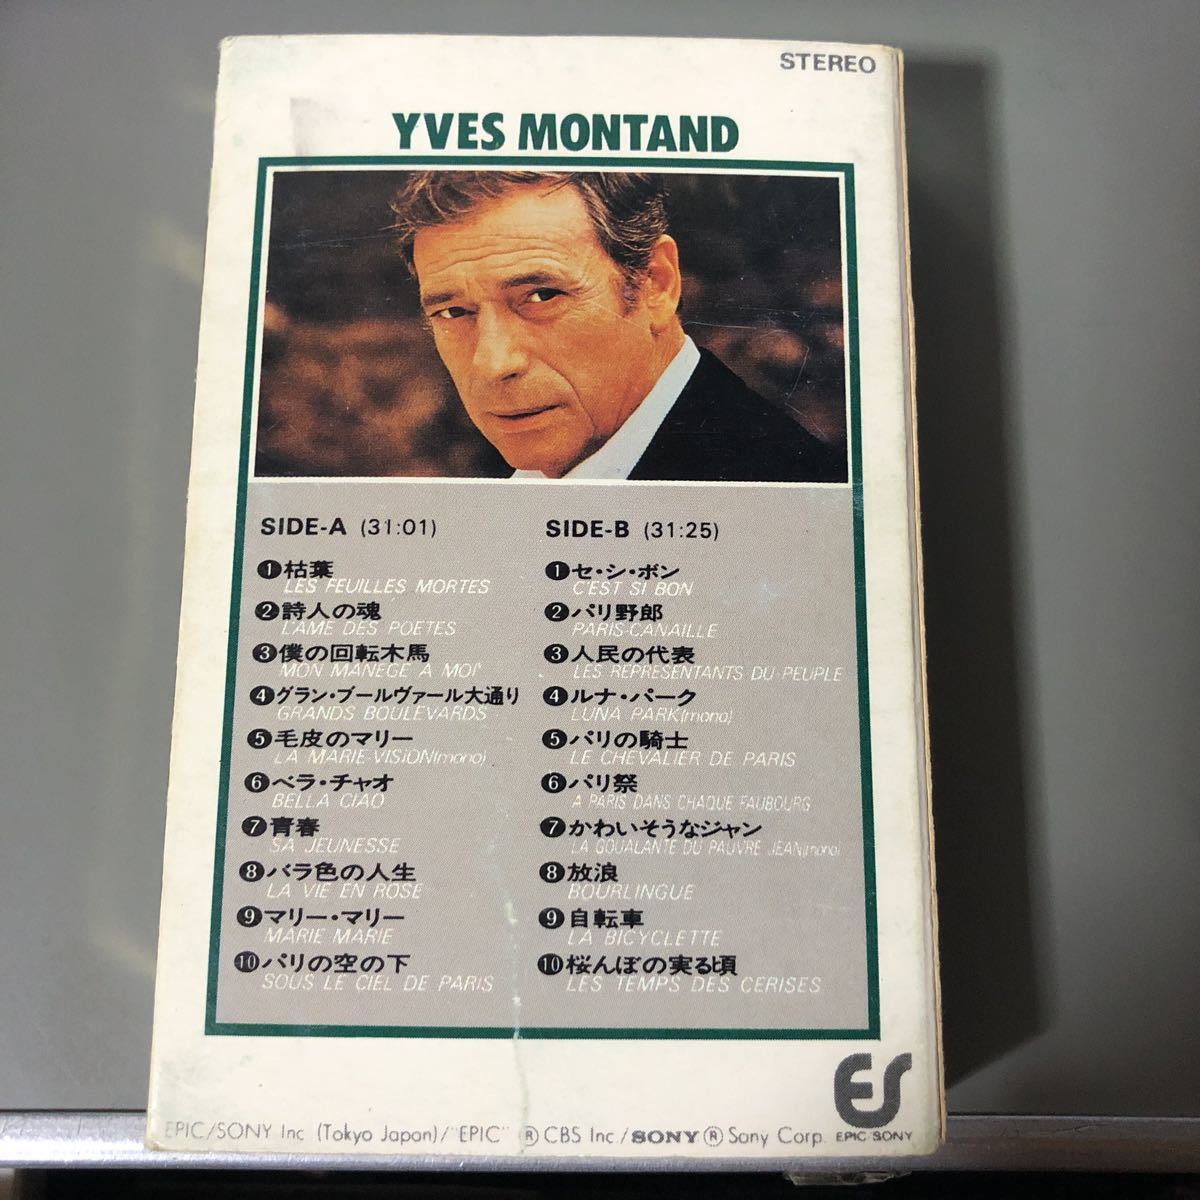 STEREO
YVES MONTAND
SIDE-A (31:01)
❶枯葉
LES FEUILLES MORTES
❷詩人の魂
L'AME DES POETES
❸僕の回転木馬
MON MANEGE A MOI
❹グラン・ブールヴァール大通り
GRANDS BOULEVARDS
❺毛皮のマリー
LA MARIE-VISION(mono)
❻ベラ・チャオ
BELLA CIAO
❼青春
SA JEUNESSE
❽バラ色の人生
LA VIE EN ROSE
❾マリー・マリー
MARIE MARIE
❿パリの空の下
SOUS LE CIEL DE PARIS
SIDE-B (31:25)
❶セ・シ・ボン
C'EST SI BON
❷パリ野郎
PARIS-CANAILLE
❸人民の代表
LES REPRESENTANTS DU PEUPLE
❹ルナ・パーク
LUNA PARK(mono)
❺パリの騎士
LE CHEVALIER DE PARIS
❻パリ祭
A PARIS DANS CHAQUE FAUBOURG
❼かわいそうなジャン
LA GOUALANTE DU PAUVRE JEAN(mono)
❽放浪
BOURLINGUE
❾自転車
LA BICYCLETTE
❿桜んぼの実る頃
LES TEMPS DES CERISES
ES
EPIC/SONY Inc (Tokyo Japan)/"EPIC" ®CBS Inc./SONY®Sony Corp. EPIC/SONY